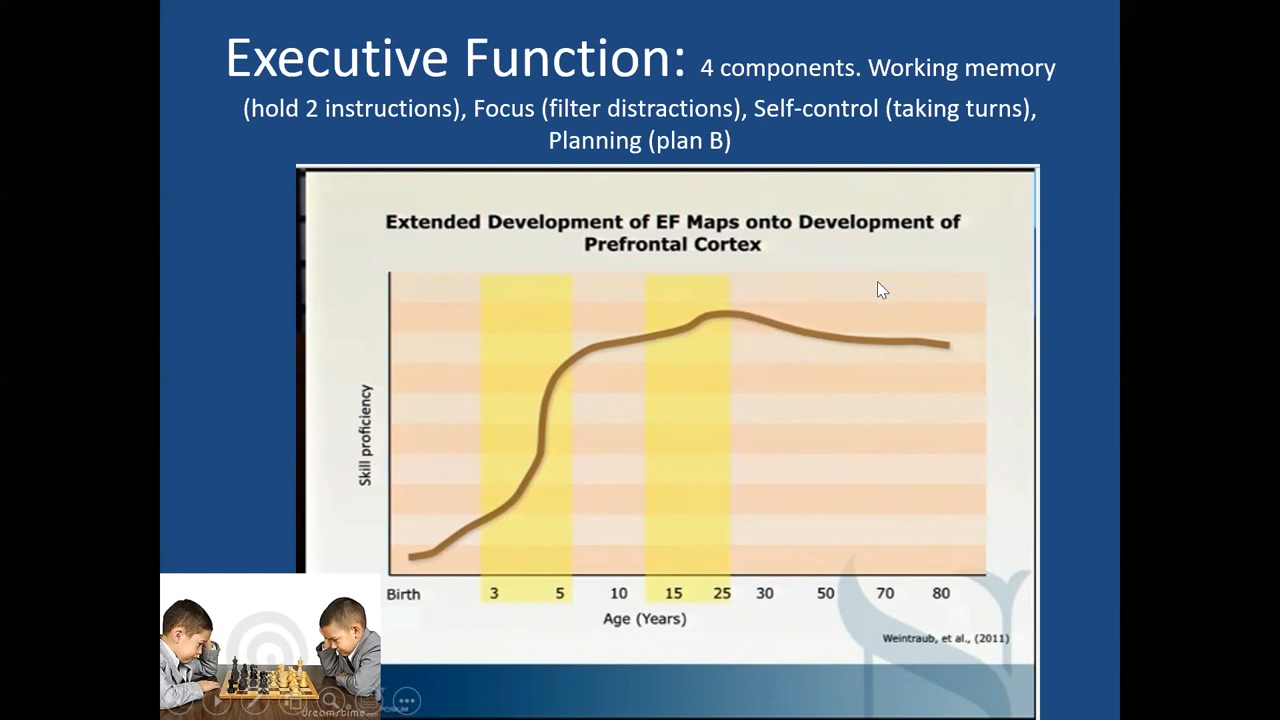 Executive Function: 4 components. Working memory
(hold 2 instructions), Focus (filter distractions), Self-control (taking turns),
Planning (plan B)
Extended Development of EF Maps onto Development of
Prefrontal Cortex
Skill proficiency
Birth 3 5 10 15 25 30 50 70 80
Age (Years)
Weintraub, et al., (2011)
dreamstime